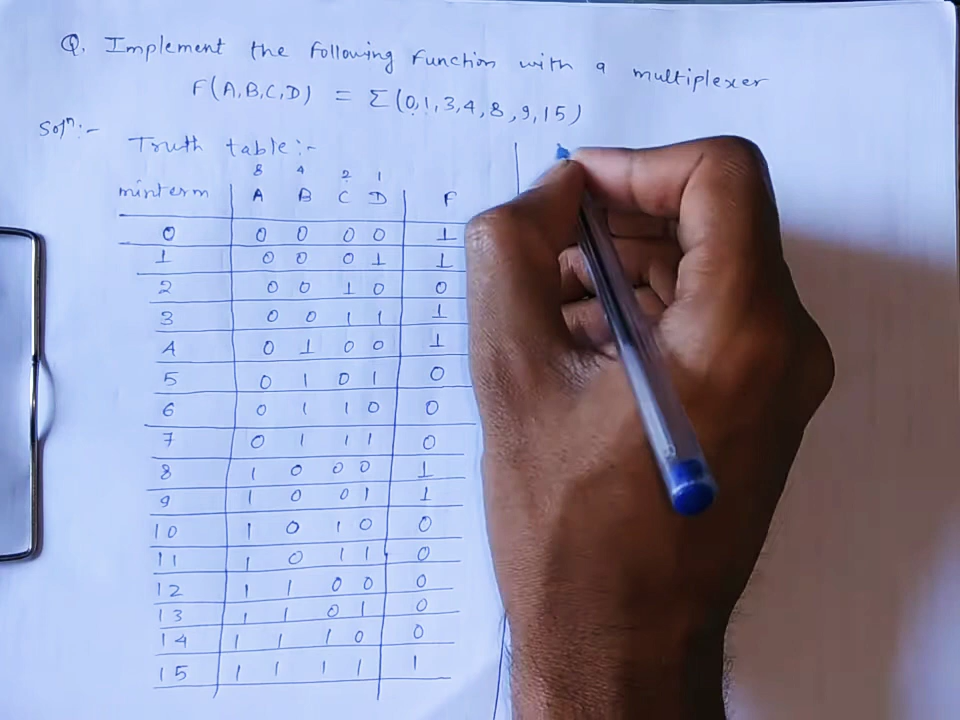 Q. Implement the following function with a multiplexer
F(A,B,C,D) = Σ(0,1,3,4,8,9,15)
Solⁿ:-
Truth table:-
8 4 2 1
minterm A B C D F
0 0 0 0 0 1
1 0 0 0 1 1
2 0 0 1 0 0
3 0 0 1 1 1
4 0 1 0 0 1
5 0 1 0 1 0
6 0 1 1 0 0
7 0 1 1 1 0
8 1 0 0 0 1
9 1 0 0 1 1
10 1 0 1 0 0
11 1 0 1 1 0
12 1 1 0 0 0
13 1 1 0 1 0
14 1 1 1 0 0
15 1 1 1 1 1